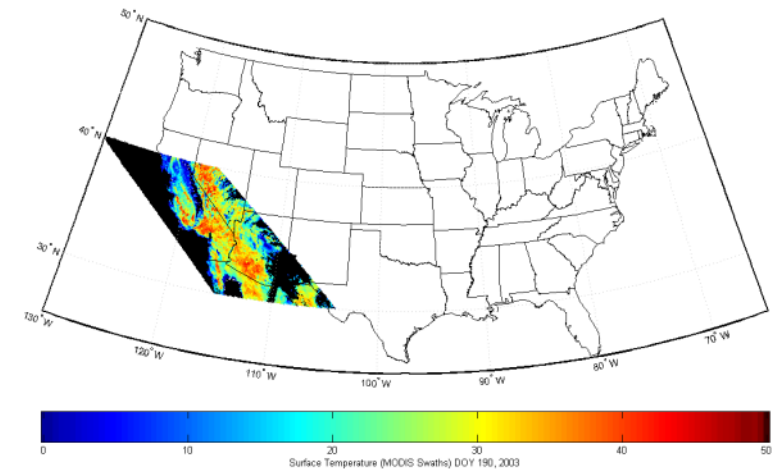 50° N
40° N
30° N
130° W
120° W
110° W
100° W
90° W
80° W
70° W
0 10 20 30 40 50
Surface Temperature (MODIS Swaths) DOY 190, 2003